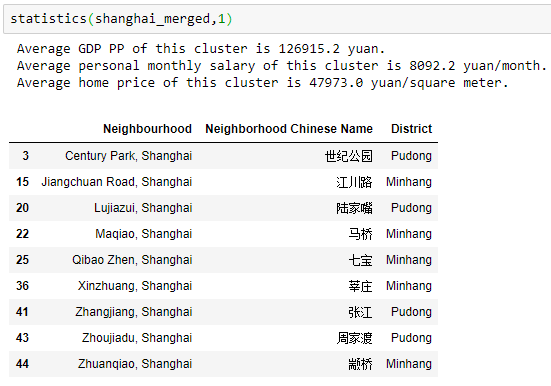 statistics(shanghai_merged,1)
Average GDP PP of this cluster is 126915.2 yuan.
Average personal monthly salary of this cluster is 8092.2 yuan/month.
Average home price of this cluster is 47973.0 yuan/square meter.
Neighbourhood Neighborhood Chinese Name District
3 Century Park, Shanghai 世纪公园 Pudong
15 Jiangchuan Road, Shanghai 江川路 Minhang
20 Lujiazui, Shanghai 陆家嘴 Pudong
22 Maqiao, Shanghai 马桥 Minhang
25 Qibao Zhen, Shanghai 七宝 Minhang
36 Xinzhuang, Shanghai 莘庄 Minhang
41 Zhangjiang, Shanghai 张江 Pudong
43 Zhoujiadu, Shanghai 周家渡 Pudong
44 Zhuanqiao, Shanghai 颛桥 Minhang